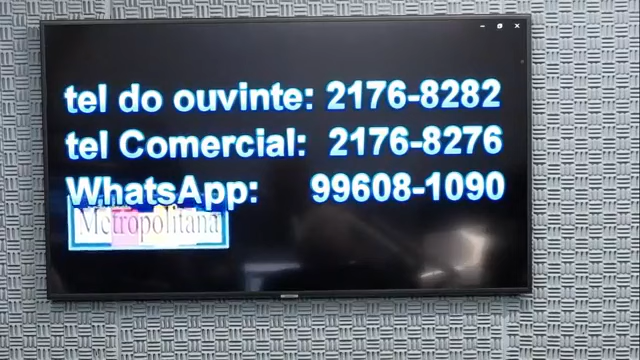 tel do ouvinte: 2176-8282
tel Comercial: 2176-8276
WhatsApp: 99608-1090
Metropolitana